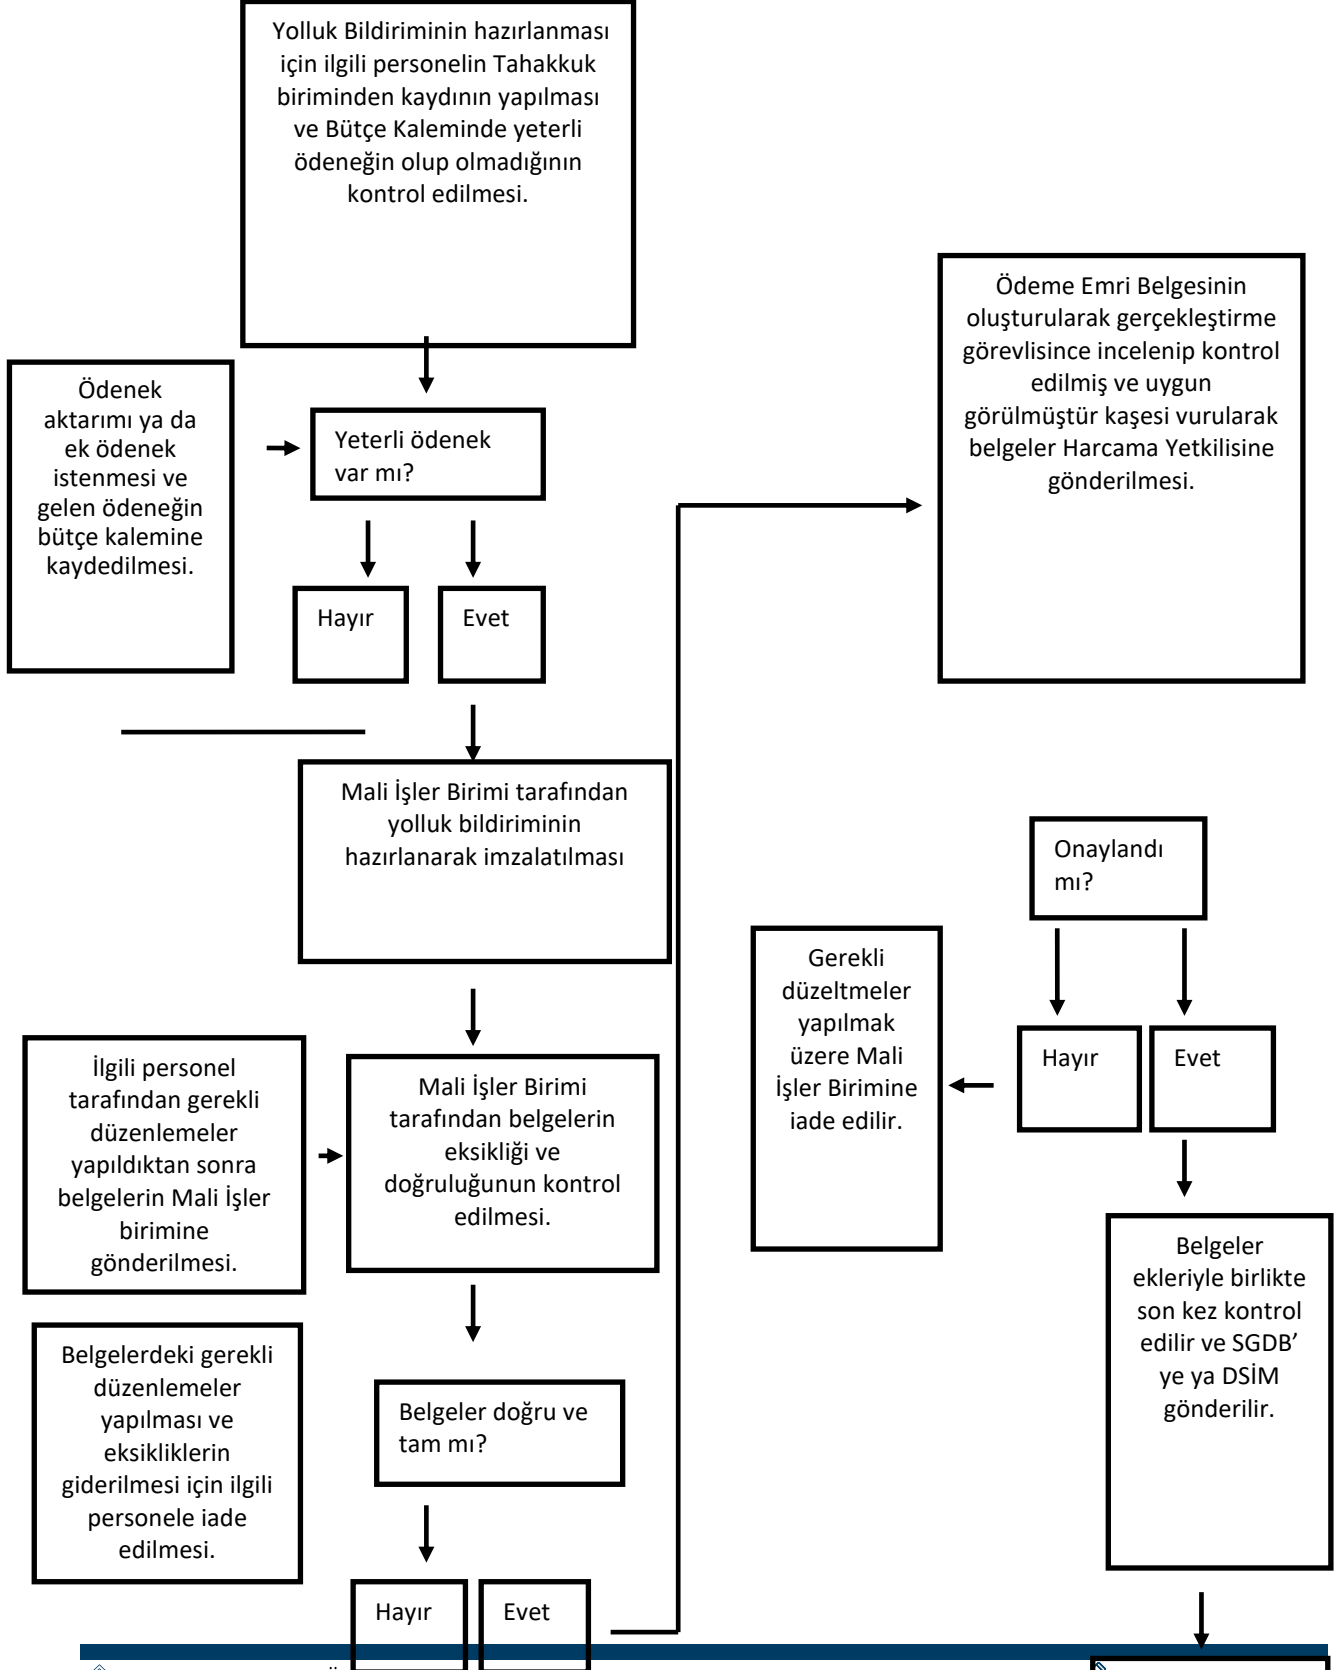 Yolluk Bildiriminin hazırlanması
için ilgili personelin Tahakkuk
biriminden kaydının yapılması
ve Bütçe Kaleminde yeterli
ödeneğin olup olmadığının
kontrol edilmesi.
Ödenek
aktarımı ya da
ek ödenek
istenmesi ve
gelen ödeneğin
bütçe kalemine
kaydedilmesi.
Yeterli ödenek
var mı?
Hayır
Evet
Mali İşler Birimi tarafından
yolluk bildiriminin
hazırlanarak imzalatılması
İlgili personel
tarafından gerekli
düzenlemeler
yapıldıktan sonra
belgelerin Mali İşler
birimine
gönderilmesi.
Mali İşler Birimi
tarafından belgelerin
eksikliği ve
doğruluğunun kontrol
edilmesi.
Belgelerdeki gerekli
düzenlemeler
yapılması ve
eksikliklerin
giderilmesi için ilgili
personele iade
edilmesi.
Belgeler doğru ve
tam mı?
Hayır
Evet
Ödeme Emri Belgesinin
oluşturularak gerçekleştirme
görevlisince incelenip kontrol
edilmiş ve uygun
görülmüştür kaşesi vurularak
belgeler Harcama Yetkilisine
gönderilmesi.
Onaylandı
mı?
Gerekli
düzeltmeler
yapılmak
üzere Mali
İşler Birimine
iade edilir.
Hayır
Evet
Belgeler
ekleriyle birlikte
son kez kontrol
edilir ve SGDB’
ye ya DSİM
gönderilir.